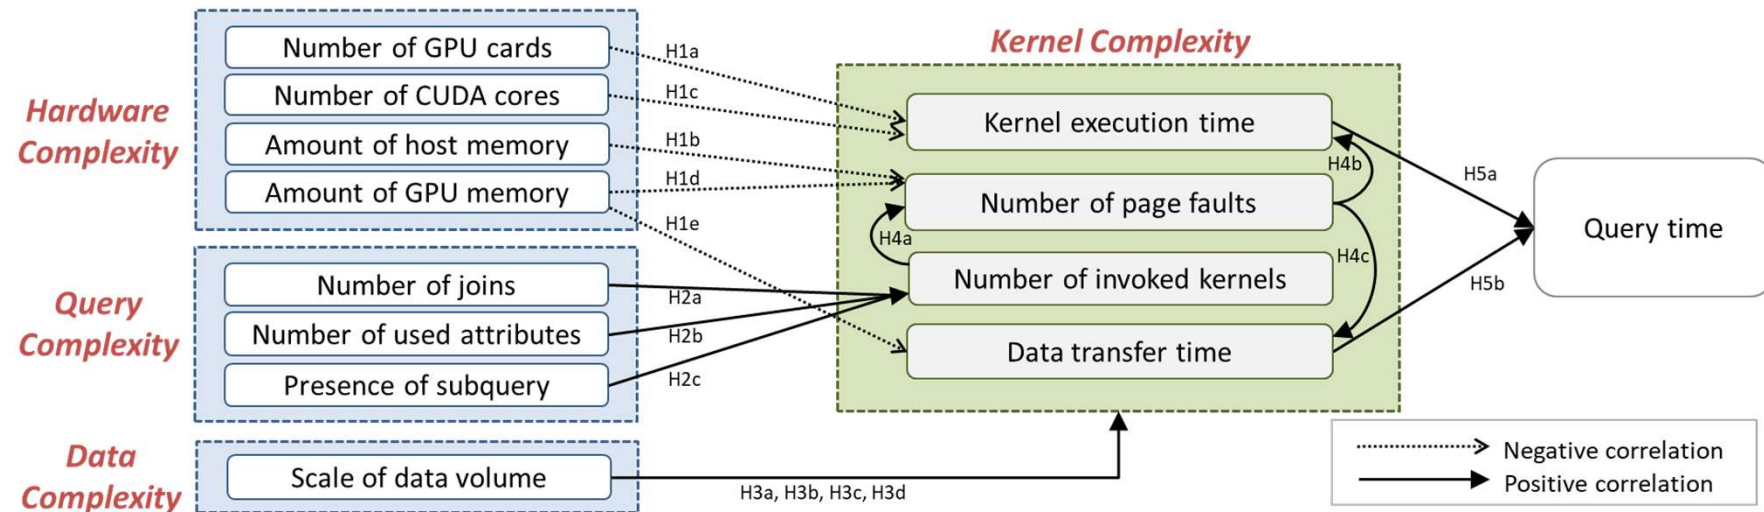 Hardware
Complexity
Number of GPU cards
Number of CUDA cores
Amount of host memory
Amount of GPU memory
H1a
H1c
H1b
H1d
H1e
Query
Complexity
Number of joins
Number of used attributes
Presence of subquery
H2a
H2b
H2c
Data
Complexity
Scale of data volume
H3a, H3b, H3c, H3d
Kernel Complexity
Kernel execution time
Number of page faults
Number of invoked kernels
Data transfer time
H4a
H4b
H4c
H5a
H5b
Query time
Negative correlation
Positive correlation